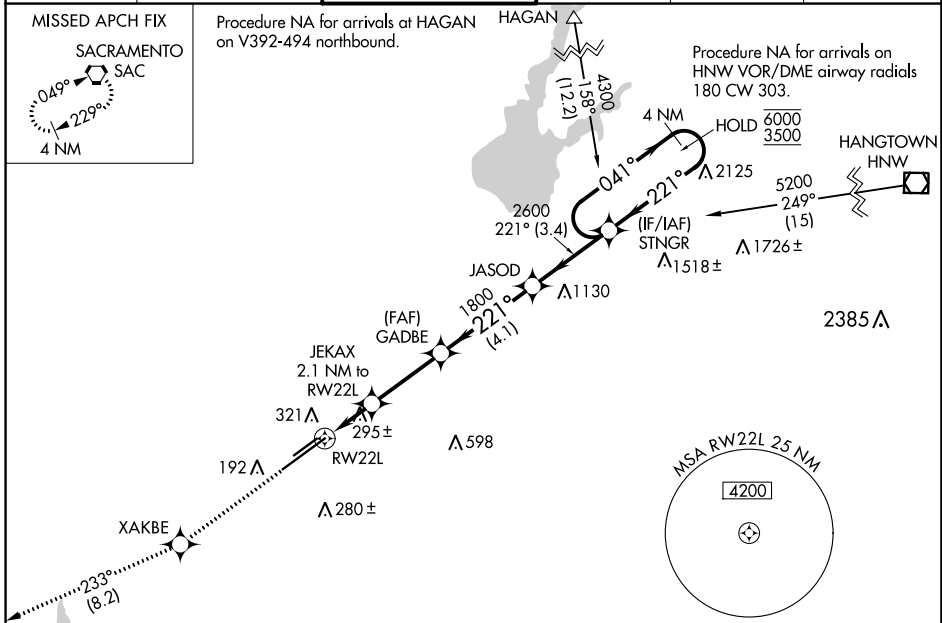 MISSED APCH FIX
SACRAMENTO
SAC
049°
229°
4 NM
Procedure NA for arrivals at HAGAN
on V392-494 northbound.
HAGAN
4300
158°
(12.2)
Procedure NA for arrivals on
HNW VOR/DME airway radials
180 CW 303.
4 NM
HOLD 6000
3500
HANGTOWN
HNW
041°
221°
2125
5200
249°
(15)
2600
221° (3.4)
(IF/IAF)
STNGR
1726 ±
1518 ±
JASOD
1130
1800
221°
(4.1)
2385
(FAF)
GADBE
JEKAX
2.1 NM to
RW22L
321
295 ±
598
RW22L
192
280 ±
MSA RW22L 25 NM
4200
XAKBE
233°
(8.2)